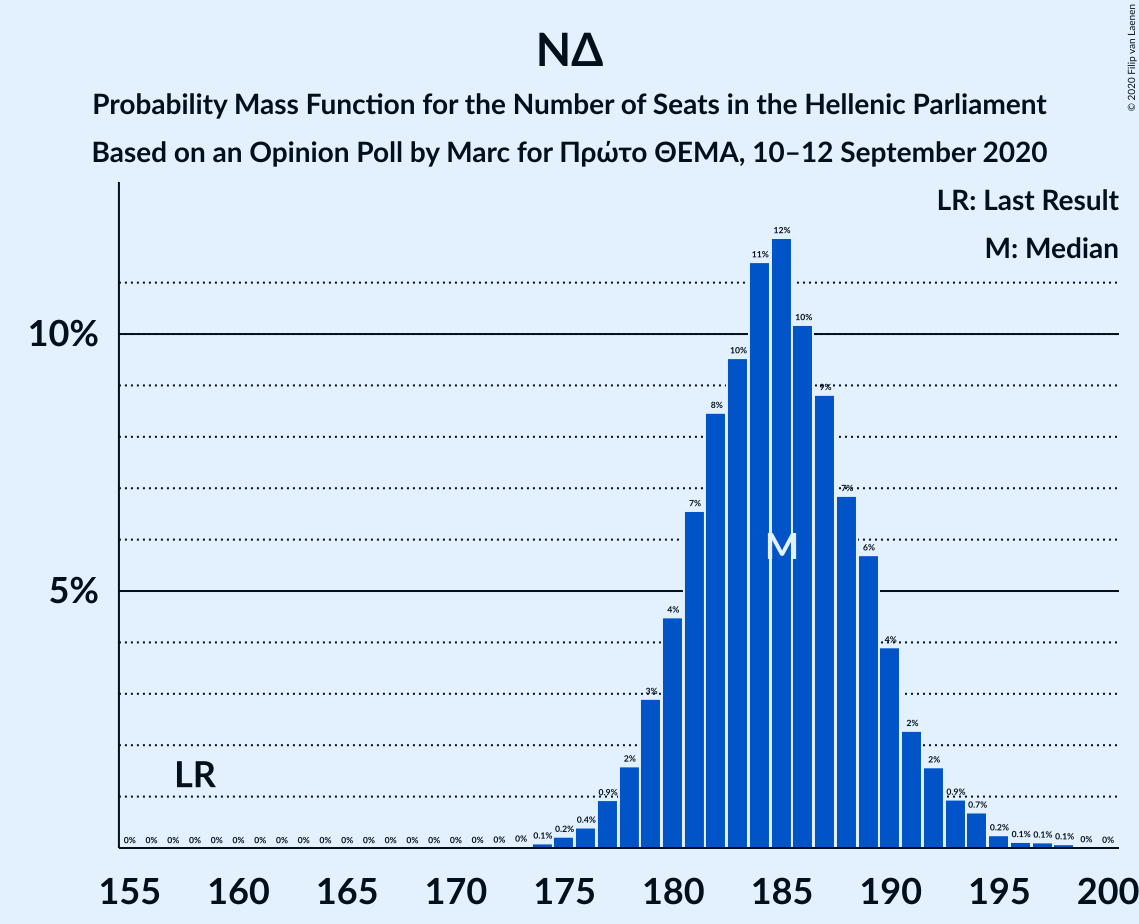 ΝΔ
Probability Mass Function for the Number of Seats in the Hellenic Parliament
Based on an Opinion Poll by Marc for Πρώτο ΘΕΜΑ, 10–12 September 2020
© 2020 Filip van Laenen
LR: Last Result
M: Median
10%
5%
LR
M
0% 0% 0% 0% 0% 0% 0% 0% 0% 0% 0% 0% 0% 0% 0% 0% 0% 0% 0% 0.1% 0.2% 0.4% 0.9% 2% 3% 4% 7% 8% 10% 11% 12% 10% 9% 7% 6% 4% 2% 2% 0.9% 0.7% 0.2% 0.1% 0.1% 0.1% 0% 0%
155 160 165 170 175 180 185 190 195 200